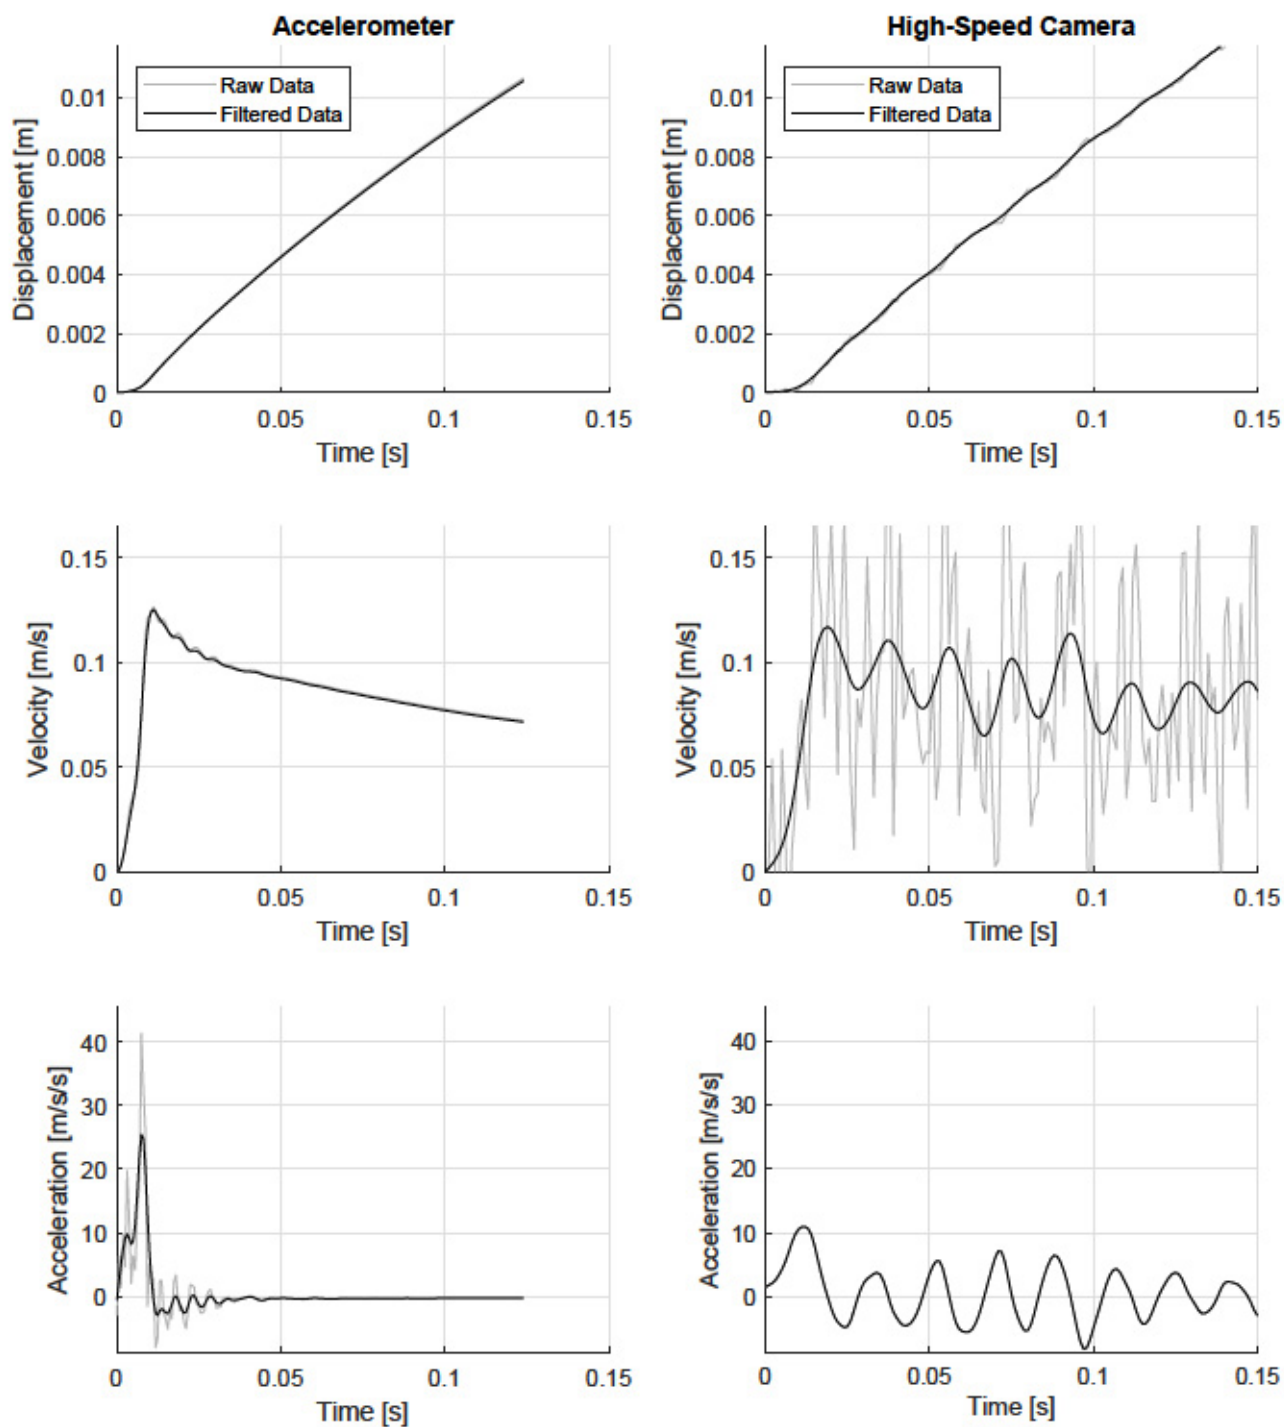 Accelerometer
Raw Data
Filtered Data
Displacement [m]
0.01
0.008
0.006
0.004
0.002
0
0 0.05 0.1 0.15
Time [s]
High-Speed Camera
Raw Data
Filtered Data
Displacement [m]
0.01
0.008
0.006
0.004
0.002
0
0 0.05 0.1 0.15
Time [s]
Velocity [m/s]
0.15
0.1
0.05
0
0 0.05 0.1 0.15
Time [s]
Velocity [m/s]
0.15
0.1
0.05
0
0 0.05 0.1 0.15
Time [s]
Acceleration [m/s/s]
40
30
20
10
0
0 0.05 0.1 0.15
Time [s]
Acceleration [m/s/s]
40
30
20
10
0
0 0.05 0.1 0.15
Time [s]